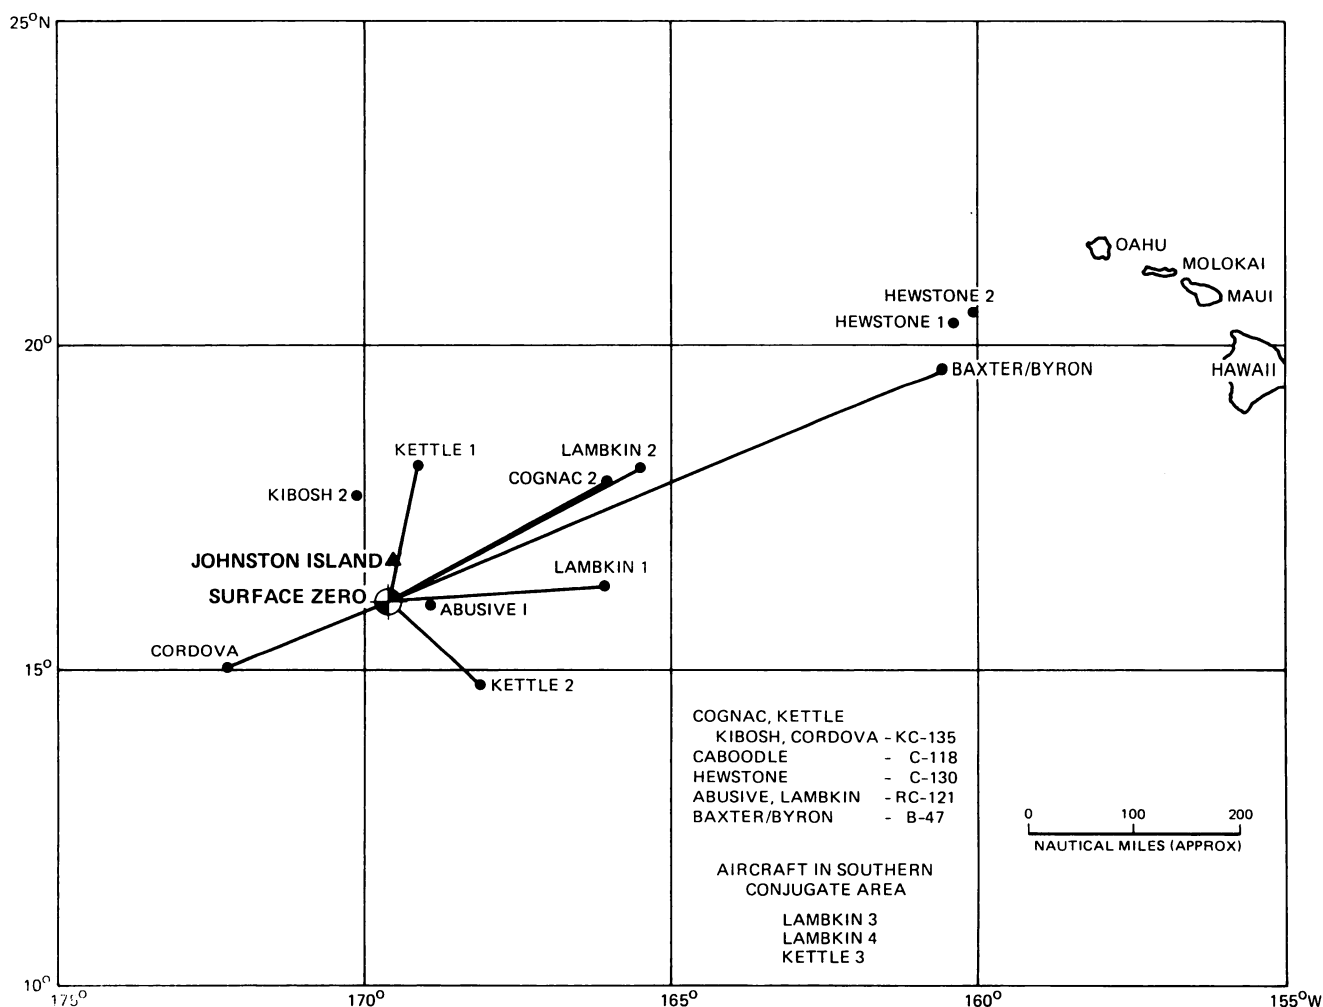 25°N
OAHU
MOLOKAI
MAUI
HEWSTONE 2
HEWSTONE 1
20°
BAXTER/BYRON
HAWAII
KETTLE 1
LAMBKIN 2
COGNAC 2
KIBOSH 2
JOHNSTON ISLAND
LAMBKIN 1
SURFACE ZERO
ABUSIVE I
CORDOVA
15°
KETTLE 2
COGNAC, KETTLE
KIBOSH, CORDOVA - KC-135
CABOODLE - C-118
HEWSTONE - C-130
ABUSIVE, LAMBKIN - RC-121
BAXTER/BYRON - B-47
0 100 200
NAUTICAL MILES (APPROX)
AIRCRAFT IN SOUTHERN
CONJUGATE AREA
LAMBKIN 3
LAMBKIN 4
KETTLE 3
10°
175° 170° 165° 160° 155°W